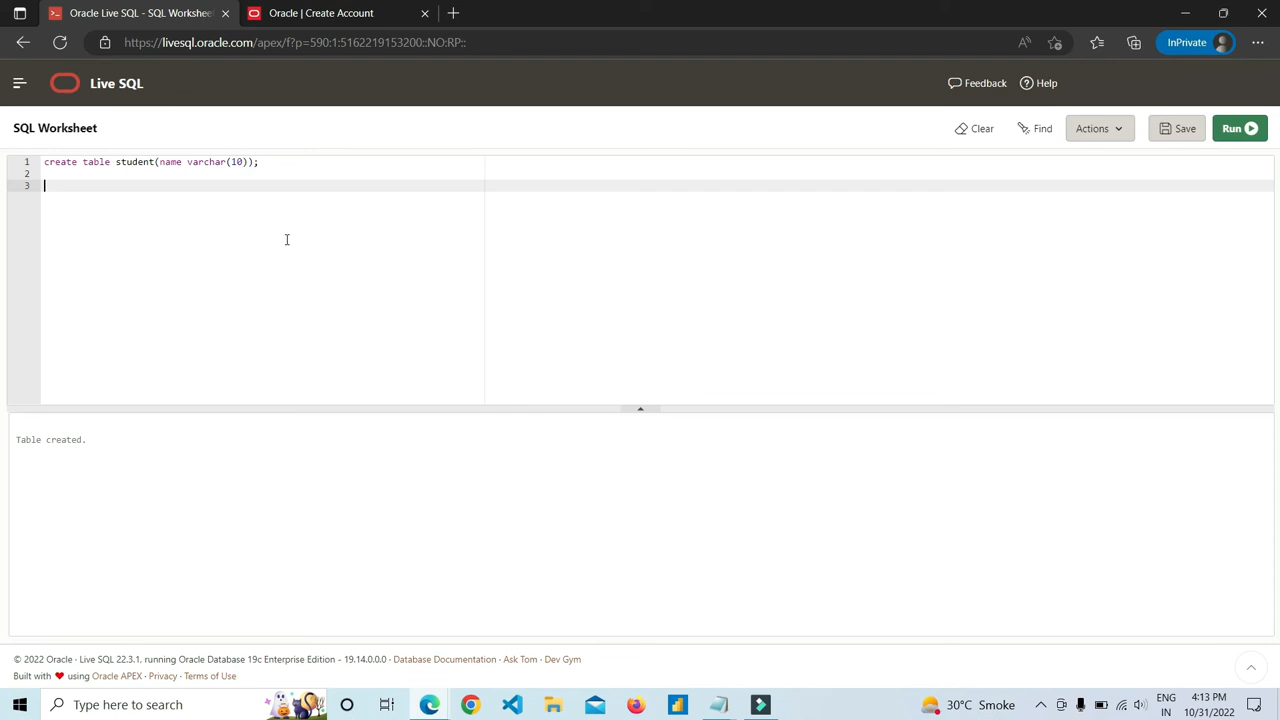 Oracle Live SQL - SQL Worksheet
Oracle | Create Account
https://livesql.oracle.com/apex/f?p=590:1:5162219153200::NO:RP::
InPrivate
Live SQL
Feedback
Help
SQL Worksheet
Clear
Find
Actions
Save
Run
1 create table student(name varchar(10));
2
3
Table created.
© 2022 Oracle · Live SQL 22.3.1, running Oracle Database 19c Enterprise Edition - 19.14.0.0.0 · Database Documentation · Ask Tom · Dev Gym
Built with ❤ using Oracle APEX · Privacy · Terms of Use
Type here to search
30°C Smoke
ENG
IN
4:13 PM
10/31/2022